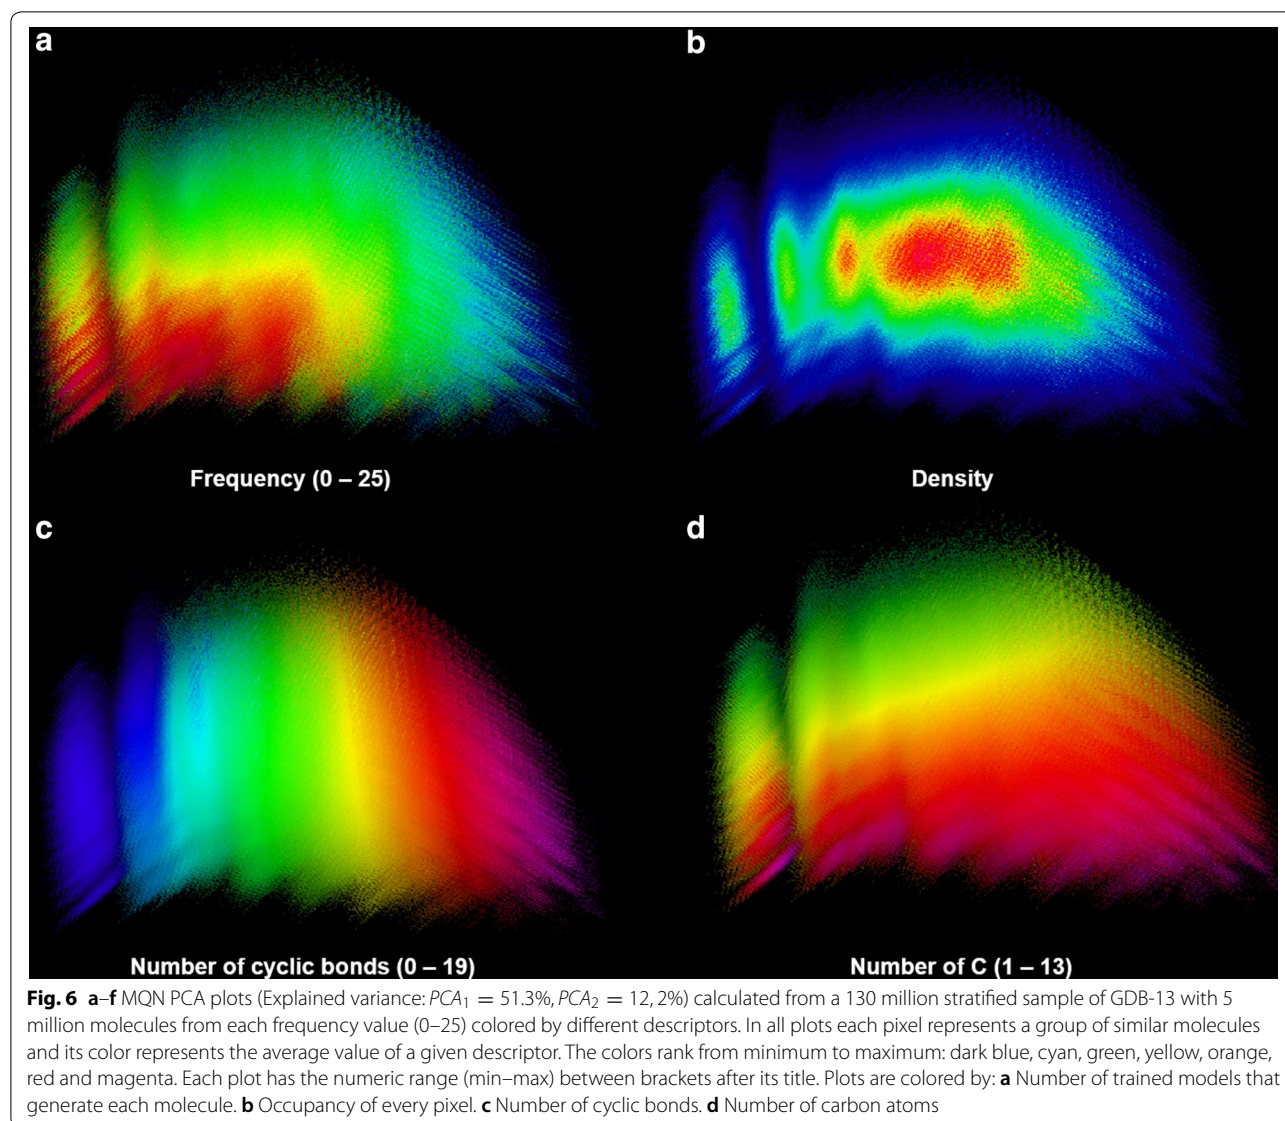 a
b
Frequency (0 – 25)
Density
c
d
Number of cyclic bonds (0 – 19)
Number of C (1 – 13)
Fig. 6 a–f MQN PCA plots (Explained variance: PCA₁ = 51.3%, PCA₂ = 12, 2%) calculated from a 130 million stratified sample of GDB-13 with 5
million molecules from each frequency value (0–25) colored by different descriptors. In all plots each pixel represents a group of similar molecules
and its color represents the average value of a given descriptor. The colors rank from minimum to maximum: dark blue, cyan, green, yellow, orange,
red and magenta. Each plot has the numeric range (min–max) between brackets after its title. Plots are colored by: a Number of trained models that
generate each molecule. b Occupancy of every pixel. c Number of cyclic bonds. d Number of carbon atoms